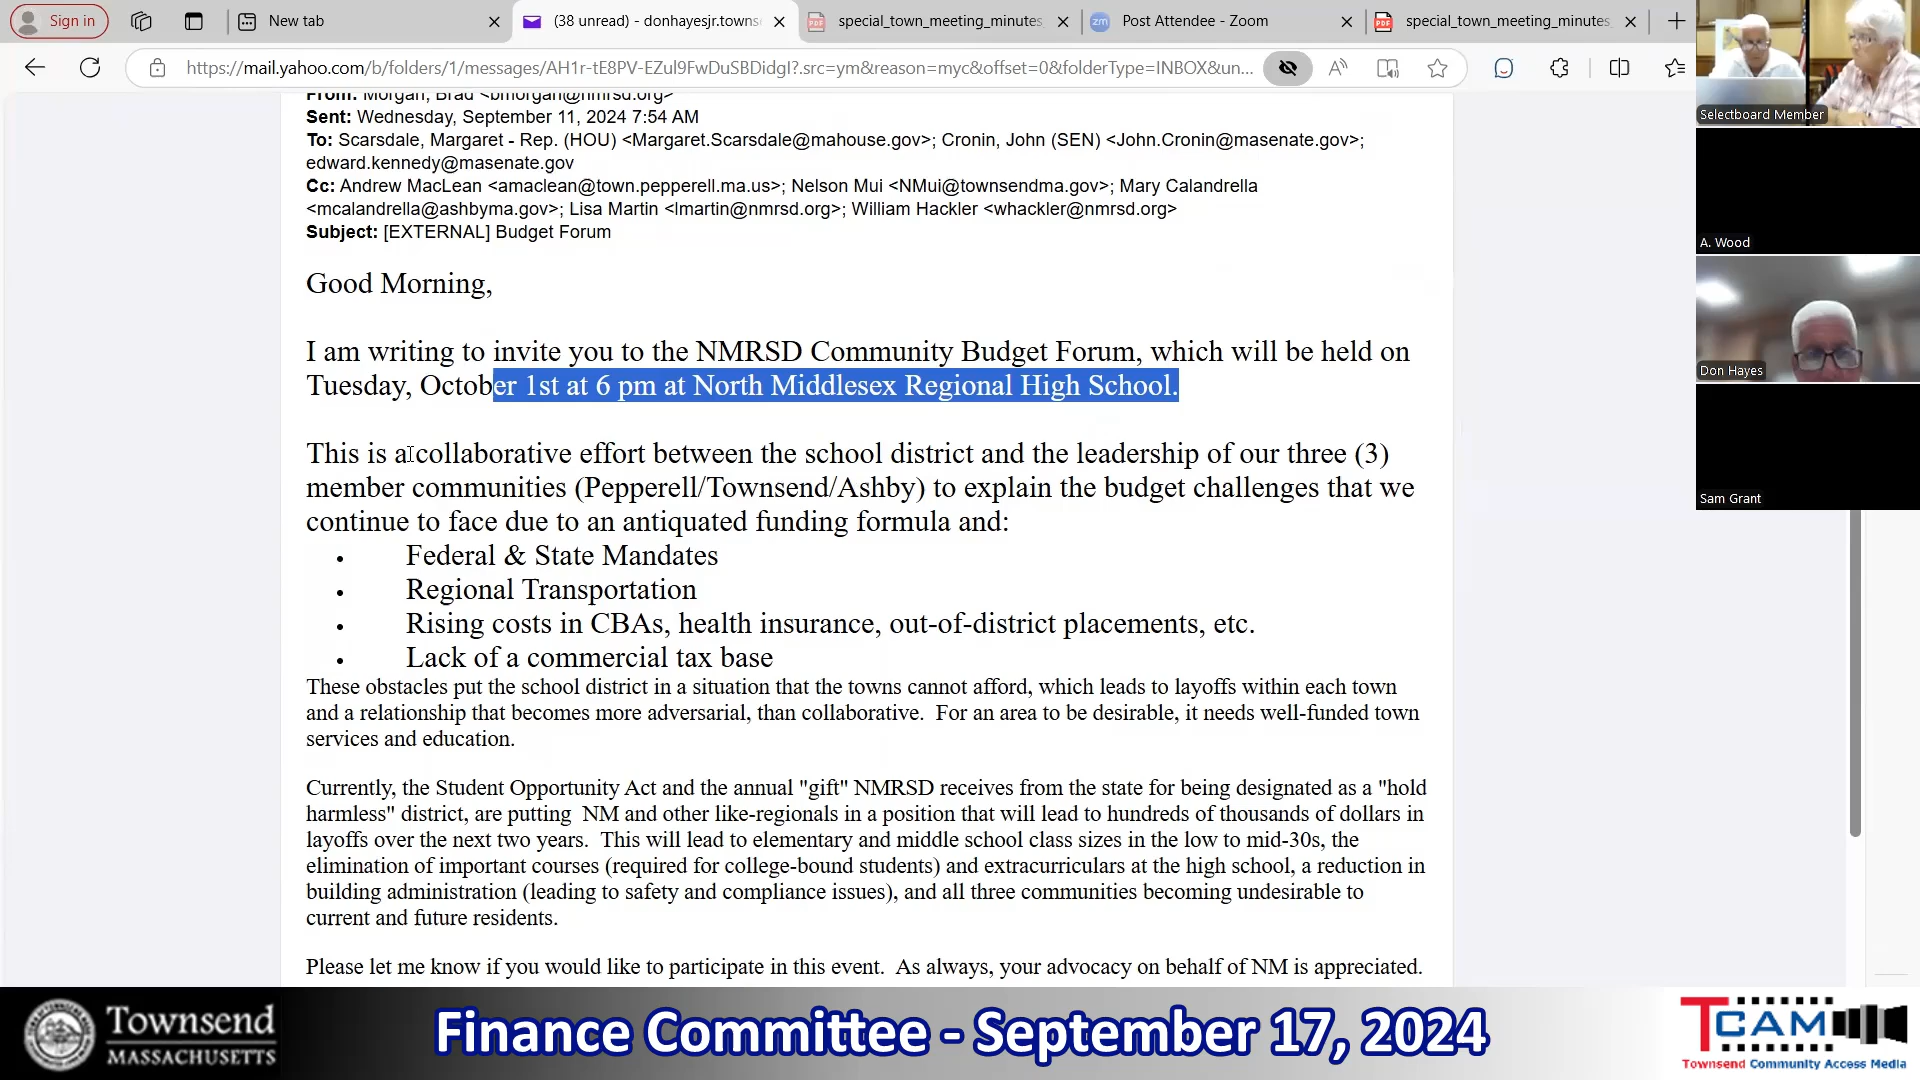 Sign in
New tab
(38 unread) - donhayesjr.towns
special_town_meeting_minutes
zm
Post Attendee - Zoom
special_town_meeting_minutes
https://mail.yahoo.com/b/folders/1/messages/AH1r-tE8PV-EZul9FwDuSBDidgI?.src=ym&reason=myc&offset=0&folderType=INBOX&un...
From: Morgan, Brad <bmorgan@nmrsd.org>
Sent: Wednesday, September 11, 2024 7:54 AM
To: Scarsdale, Margaret - Rep. (HOU) <Margaret.Scarsdale@mahouse.gov>; Cronin, John (SEN) <John.Cronin@masenate.gov>;
edward.kennedy@masenate.gov
Cc: Andrew MacLean <amaclean@town.pepperell.ma.us>; Nelson Mui <NMui@townsendma.gov>; Mary Calandrella
<mcalandrella@ashbyma.gov>; Lisa Martin <lmartin@nmrsd.org>; William Hackler <whackler@nmrsd.org>
Subject: [EXTERNAL] Budget Forum
Good Morning,
I am writing to invite you to the NMRSD Community Budget Forum, which will be held on
Tuesday, October 1st at 6 pm at North Middlesex Regional High School.
This is a collaborative effort between the school district and the leadership of our three (3)
member communities (Pepperell/Townsend/Ashby) to explain the budget challenges that we
continue to face due to an antiquated funding formula and:
• Federal & State Mandates
• Regional Transportation
• Rising costs in CBAs, health insurance, out-of-district placements, etc.
• Lack of a commercial tax base
These obstacles put the school district in a situation that the towns cannot afford, which leads to layoffs within each town
and a relationship that becomes more adversarial, than collaborative.  For an area to be desirable, it needs well-funded town
services and education.
Currently, the Student Opportunity Act and the annual "gift" NMRSD receives from the state for being designated as a "hold
harmless" district, are putting  NM and other like-regionals in a position that will lead to hundreds of thousands of dollars in
layoffs over the next two years.  This will lead to elementary and middle school class sizes in the low to mid-30s, the
elimination of important courses (required for college-bound students) and extracurriculars at the high school, a reduction in
building administration (leading to safety and compliance issues), and all three communities becoming undesirable to
current and future residents.
Please let me know if you would like to participate in this event.  As always, your advocacy on behalf of NM is appreciated.
Selectboard Member
A. Wood
Don Hayes
Sam Grant
Townsend
MASSACHUSETTS
Finance Committee - September 17, 2024
TCAM
Townsend Community Access Media